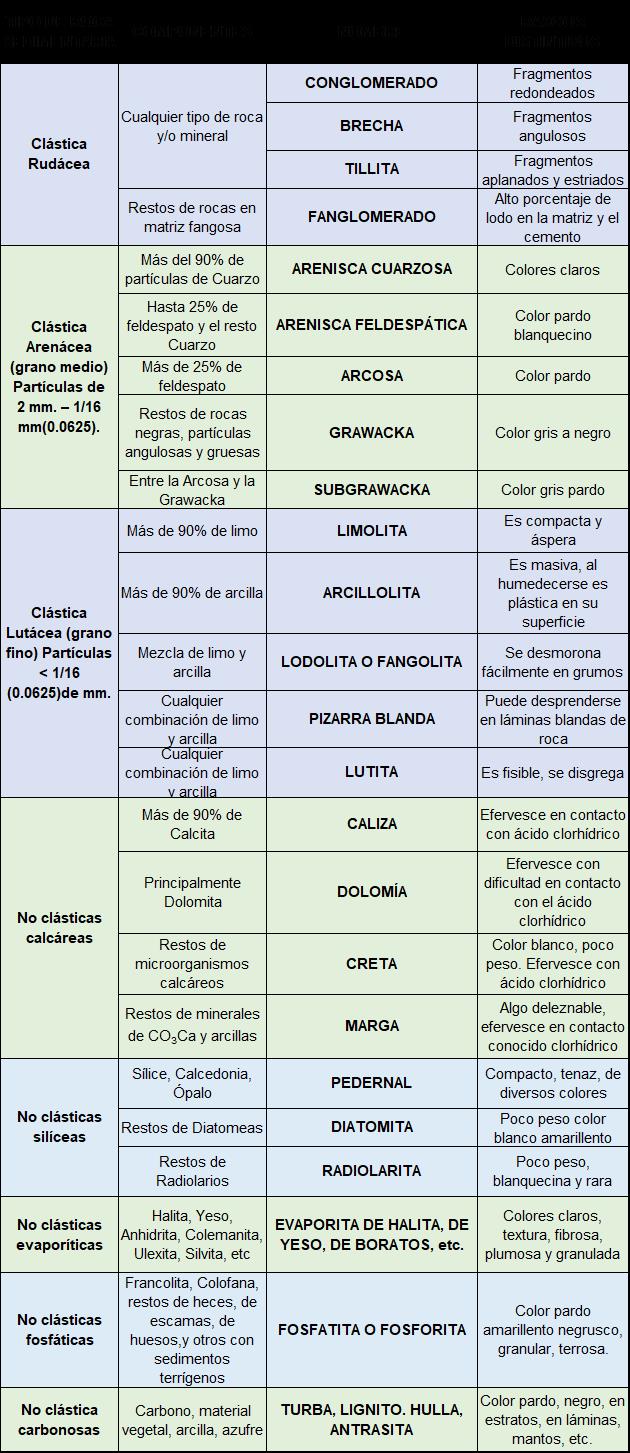 CONGLOMERADO
Fragmentos
redondeados
Clástica
Rudácea
Cualquier tipo de roca
y/o mineral
BRECHA
Fragmentos
angulosos
TILLITA
Fragmentos
aplanados y estriados
Restos de rocas en
matriz fangosa
FANGLOMERADO
Alto porcentaje de
lodo en la matriz y el
cemento
Clástica
Arenácea
(grano medio)
Partículas de
2 mm. – 1/16
mm(0.0625).
Más del 90% de
partículas de Cuarzo
ARENISCA CUARZOSA
Colores claros
Hasta 25% de
feldespato y el resto
Cuarzo
ARENISCA FELDESPÁTICA
Color pardo
blanquecino
Más de 25% de
feldespato
ARCOSA
Color pardo
Restos de rocas
negras, partículas
angulosas y gruesas
GRAWACKA
Color gris a negro
Entre la Arcosa y la
Grawacka
SUBGRAWACKA
Color gris pardo
Clástica
Lutácea (grano
fino) Partículas
< 1/16
(0.0625)de mm.
Más de 90% de limo
LIMOLITA
Es compacta y
áspera
Más de 90% de arcilla
ARCILLOLITA
Es masiva, al
humedecerse es
plástica en su
superficie
Mezcla de limo y
arcilla
LODOLITA O FANGOLITA
Se desmorona
fácilmente en grumos
Cualquier
combinación de limo
y arcilla
PIZARRA BLANDA
Puede desprenderse
en láminas blandas de
roca
Cualquier
combinación de limo
y arcilla
LUTITA
Es fisible, se disgrega
No clásticas
calcáreas
Más de 90% de
Calcita
CALIZA
Efervesce en contacto
con ácido clorhídrico
Principalmente
Dolomita
DOLOMÍA
Efervesce con
dificultad en contacto
con el ácido
clorhídrico
Restos de
microorganismos
calcáreos
CRETA
Color blanco, poco
peso. Efervesce con
ácido clorhídrico
Restos de minerales
de CO₃Ca y arcillas
MARGA
Algo deleznable,
efervesce en contacto
conocido clorhídrico
No clásticas
silíceas
Sílice, Calcedonia,
Ópalo
PEDERNAL
Compacto, tenaz, de
diversos colores
Restos de Diatomeas
DIATOMITA
Poco peso color
blanco amarillento
Restos de
Radiolarios
RADIOLARITA
Poco peso,
blanquecina y rara
No clásticas
evaporíticas
Halita, Yeso,
Anhidrita, Colemanita,
Ulexita, Silvita, etc
EVAPORITA DE HALITA, DE
YESO, DE BORATOS, etc.
Colores claros,
textura, fibrosa,
plumosa y granulada
No clásticas
fosfáticas
Francolita, Colofana,
restos de heces, de
escamas, de
huesos,y otros con
sedimentos
terrígenos
FOSFATITA O FOSFORITA
Color pardo
amarillento negrusco,
granular, terrosa.
No clástica
carbonosas
Carbono, material
vegetal, arcilla, azufre
TURBA, LIGNITO. HULLA,
ANTRASITA
Color pardo, negro, en
estratos, en láminas,
mantos, etc.